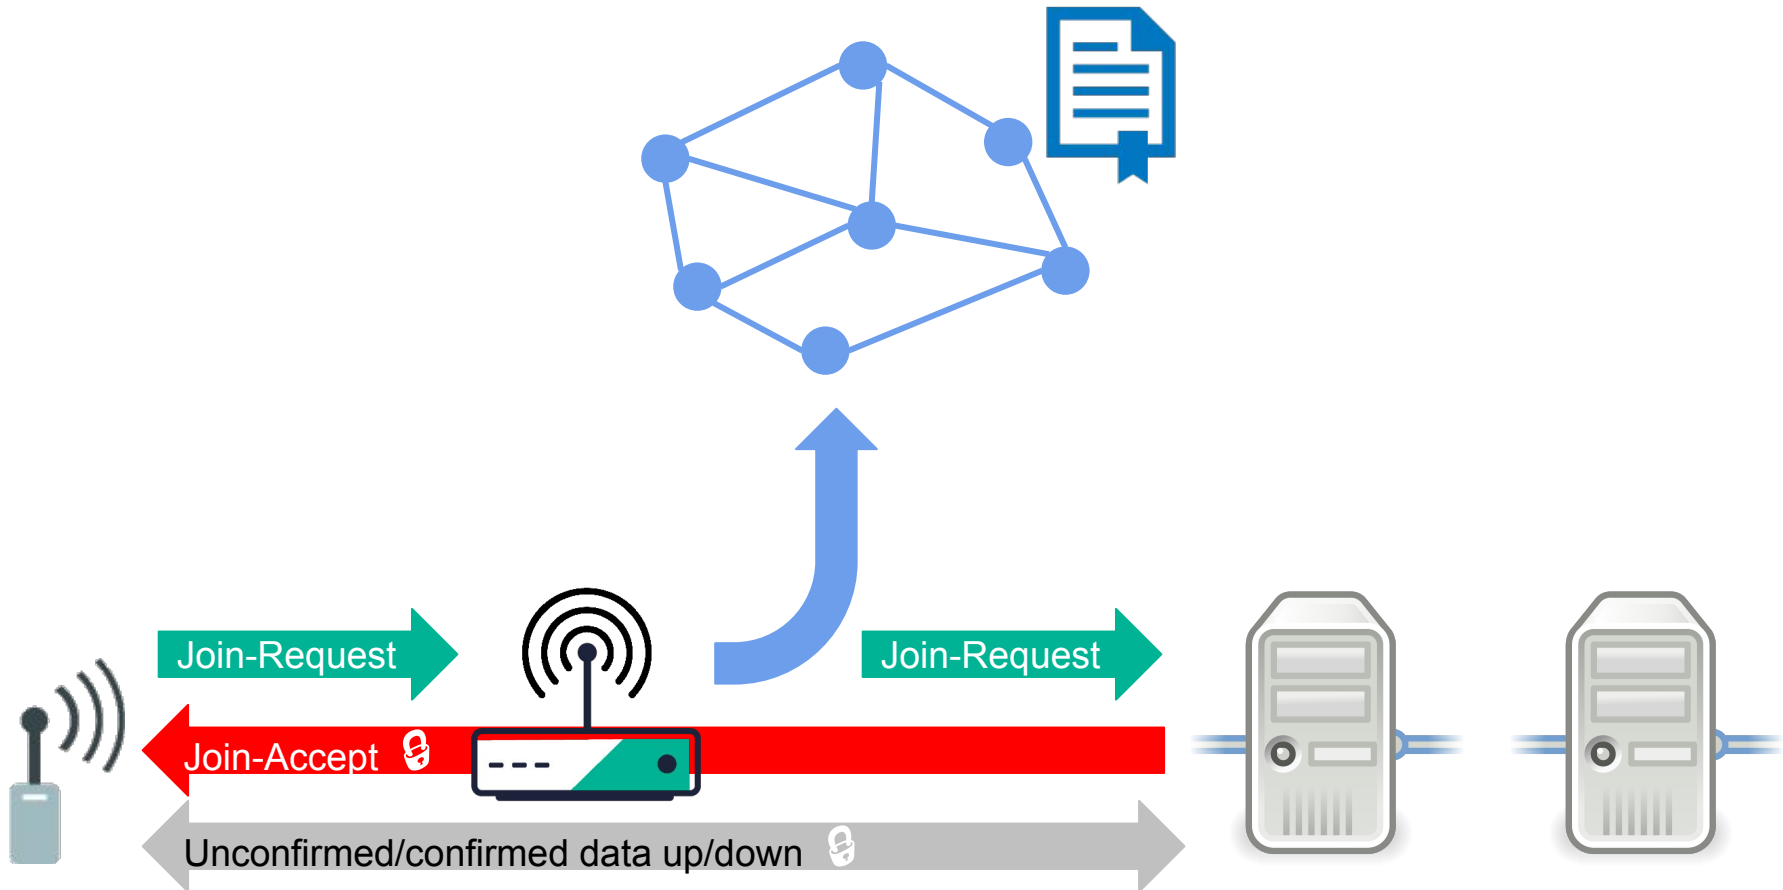 Join-Request
Join-Request
Join-Accept
Unconfirmed/confirmed data up/down